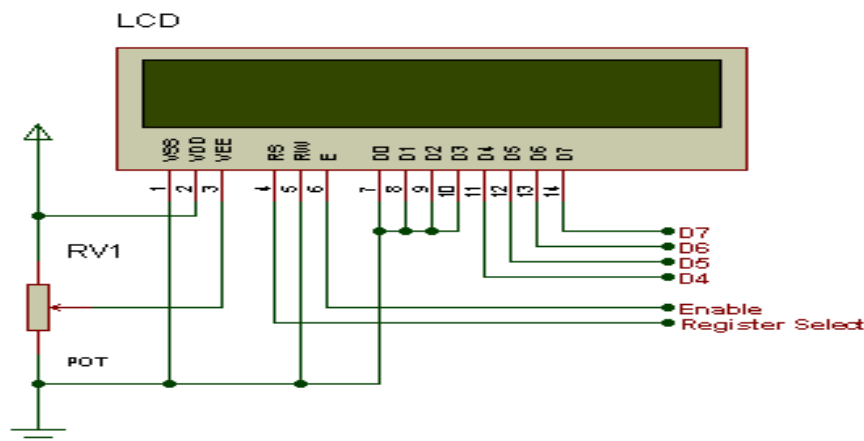 LCD
VSS VDD VEE RS RW E D0 D1 D2 D3 D4 D5 D6 D7
1 2 3 4 5 6 7 8 9 10 11 12 13 14
D7
D6
D5
D4
RV1
Enable
Register Select
POT